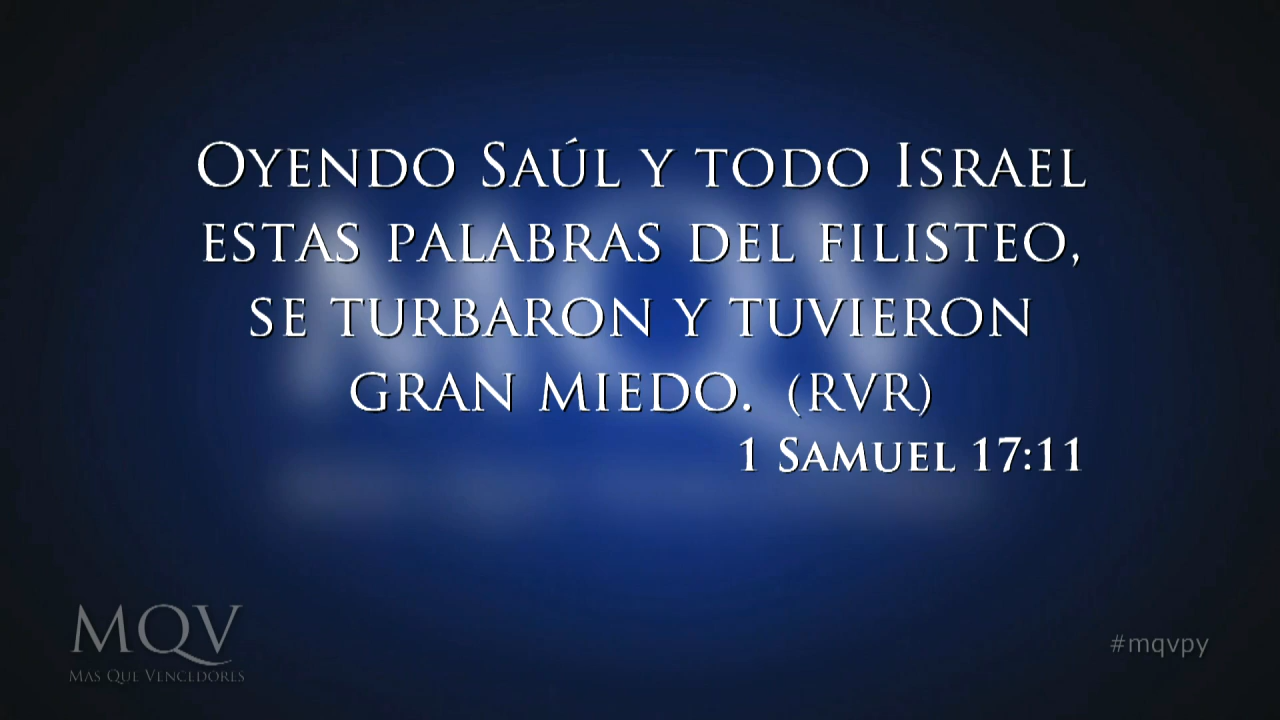 Oyendo Saúl y todo Israel
estas palabras del filisteo,
se turbaron y tuvieron
gran miedo. (RVR)
1 Samuel 17:11
MQV
Mas Que Vencedores
#mqvpy